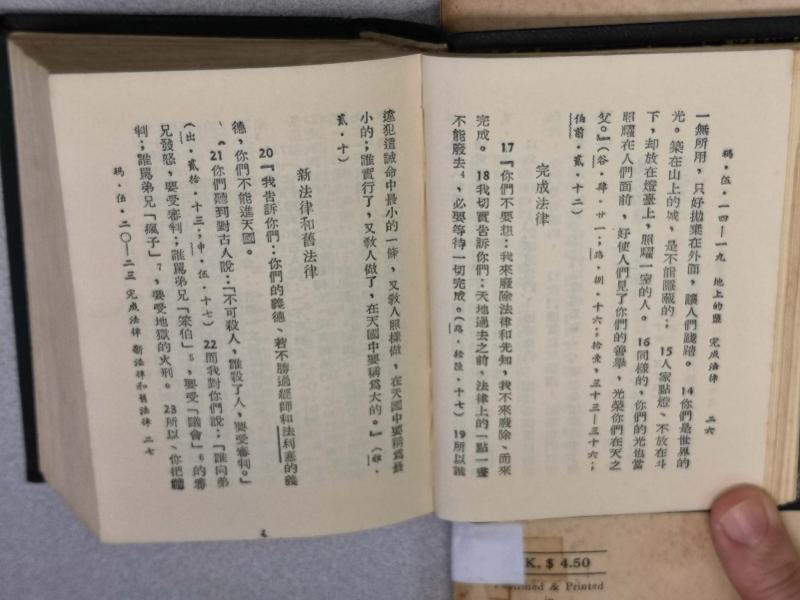 瑪·伍·一四—一九 地上的鹽 完成法律 二六
一無所用，只好拋棄在外面，讓人們踐踏。 14你們是世界的
光。築在山上的城，是不能隱藏的； 15人家點燈、不放在斗
下，却放在燈臺上，照耀一室的人。 16同樣的、你們的光也當
照耀在人們面前，好使人們見了你們的善舉，光榮你們在天之
父。』（谷·肆·廿一；路·捌·十六；拾壹，三十三—三十六；
伯前·貳·十二）
完成法律
17『你們不要想：我來廢除法律和先知，我不來廢除、而來
完成。 18我切實告訴你們：天地過去之前、法律上的「一點一畫
不能廢去4，必要等待一切完成。（路·拾陸·十七） 19所以誰
違犯這誡命中最小的一條，又教人照樣做，在天國中要稱為最
小的；誰實行了，又教人做了，在天國中要稱為大的。』（雅·
貳·十）
新法律和舊法律
20『我告訴你們：你們的義德、若不勝過經師和法利塞的義
德，你們不能進天國。
21你們聽到對古人說：「不可殺人，誰殺了人，要受審判。」
（出·貳拾·十三；申·伍·十七） 22而我對你們說：「誰向弟
兄發怒，要受審判；誰罵弟兄「笨伯」5，要受「議會」6的審
判；誰罵弟兄「瘋子」7，要受地獄的火刑。 23所以、你把
瑪·伍·二〇—二三 完成法律 新法律和舊法律 二七
K. $ 4.50
Published & Printed